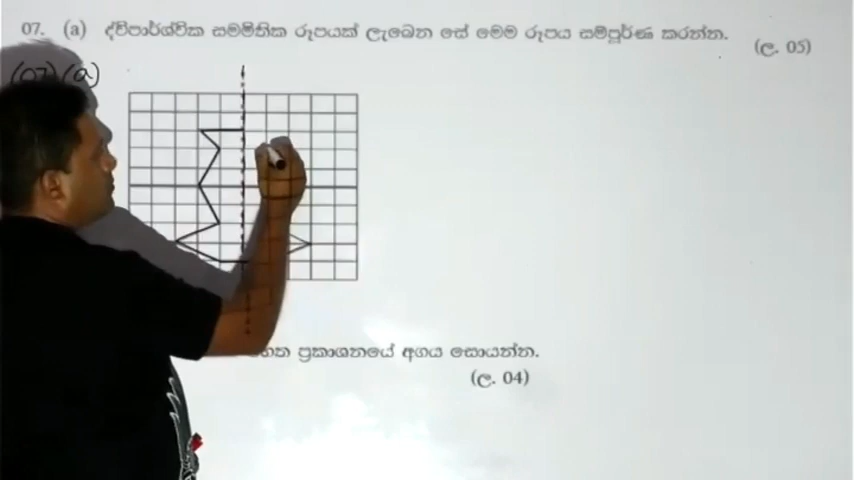 07. (a) ද්විපාර්ශ්වික සමමිතික රූපයක් ලැබෙන සේ මෙම රූපය සම්පූර්ණ කරන්න.
(ල. 05)
(07) (a)
ප්‍රකාශනයේ අගය සොයන්න.
(ල. 04)